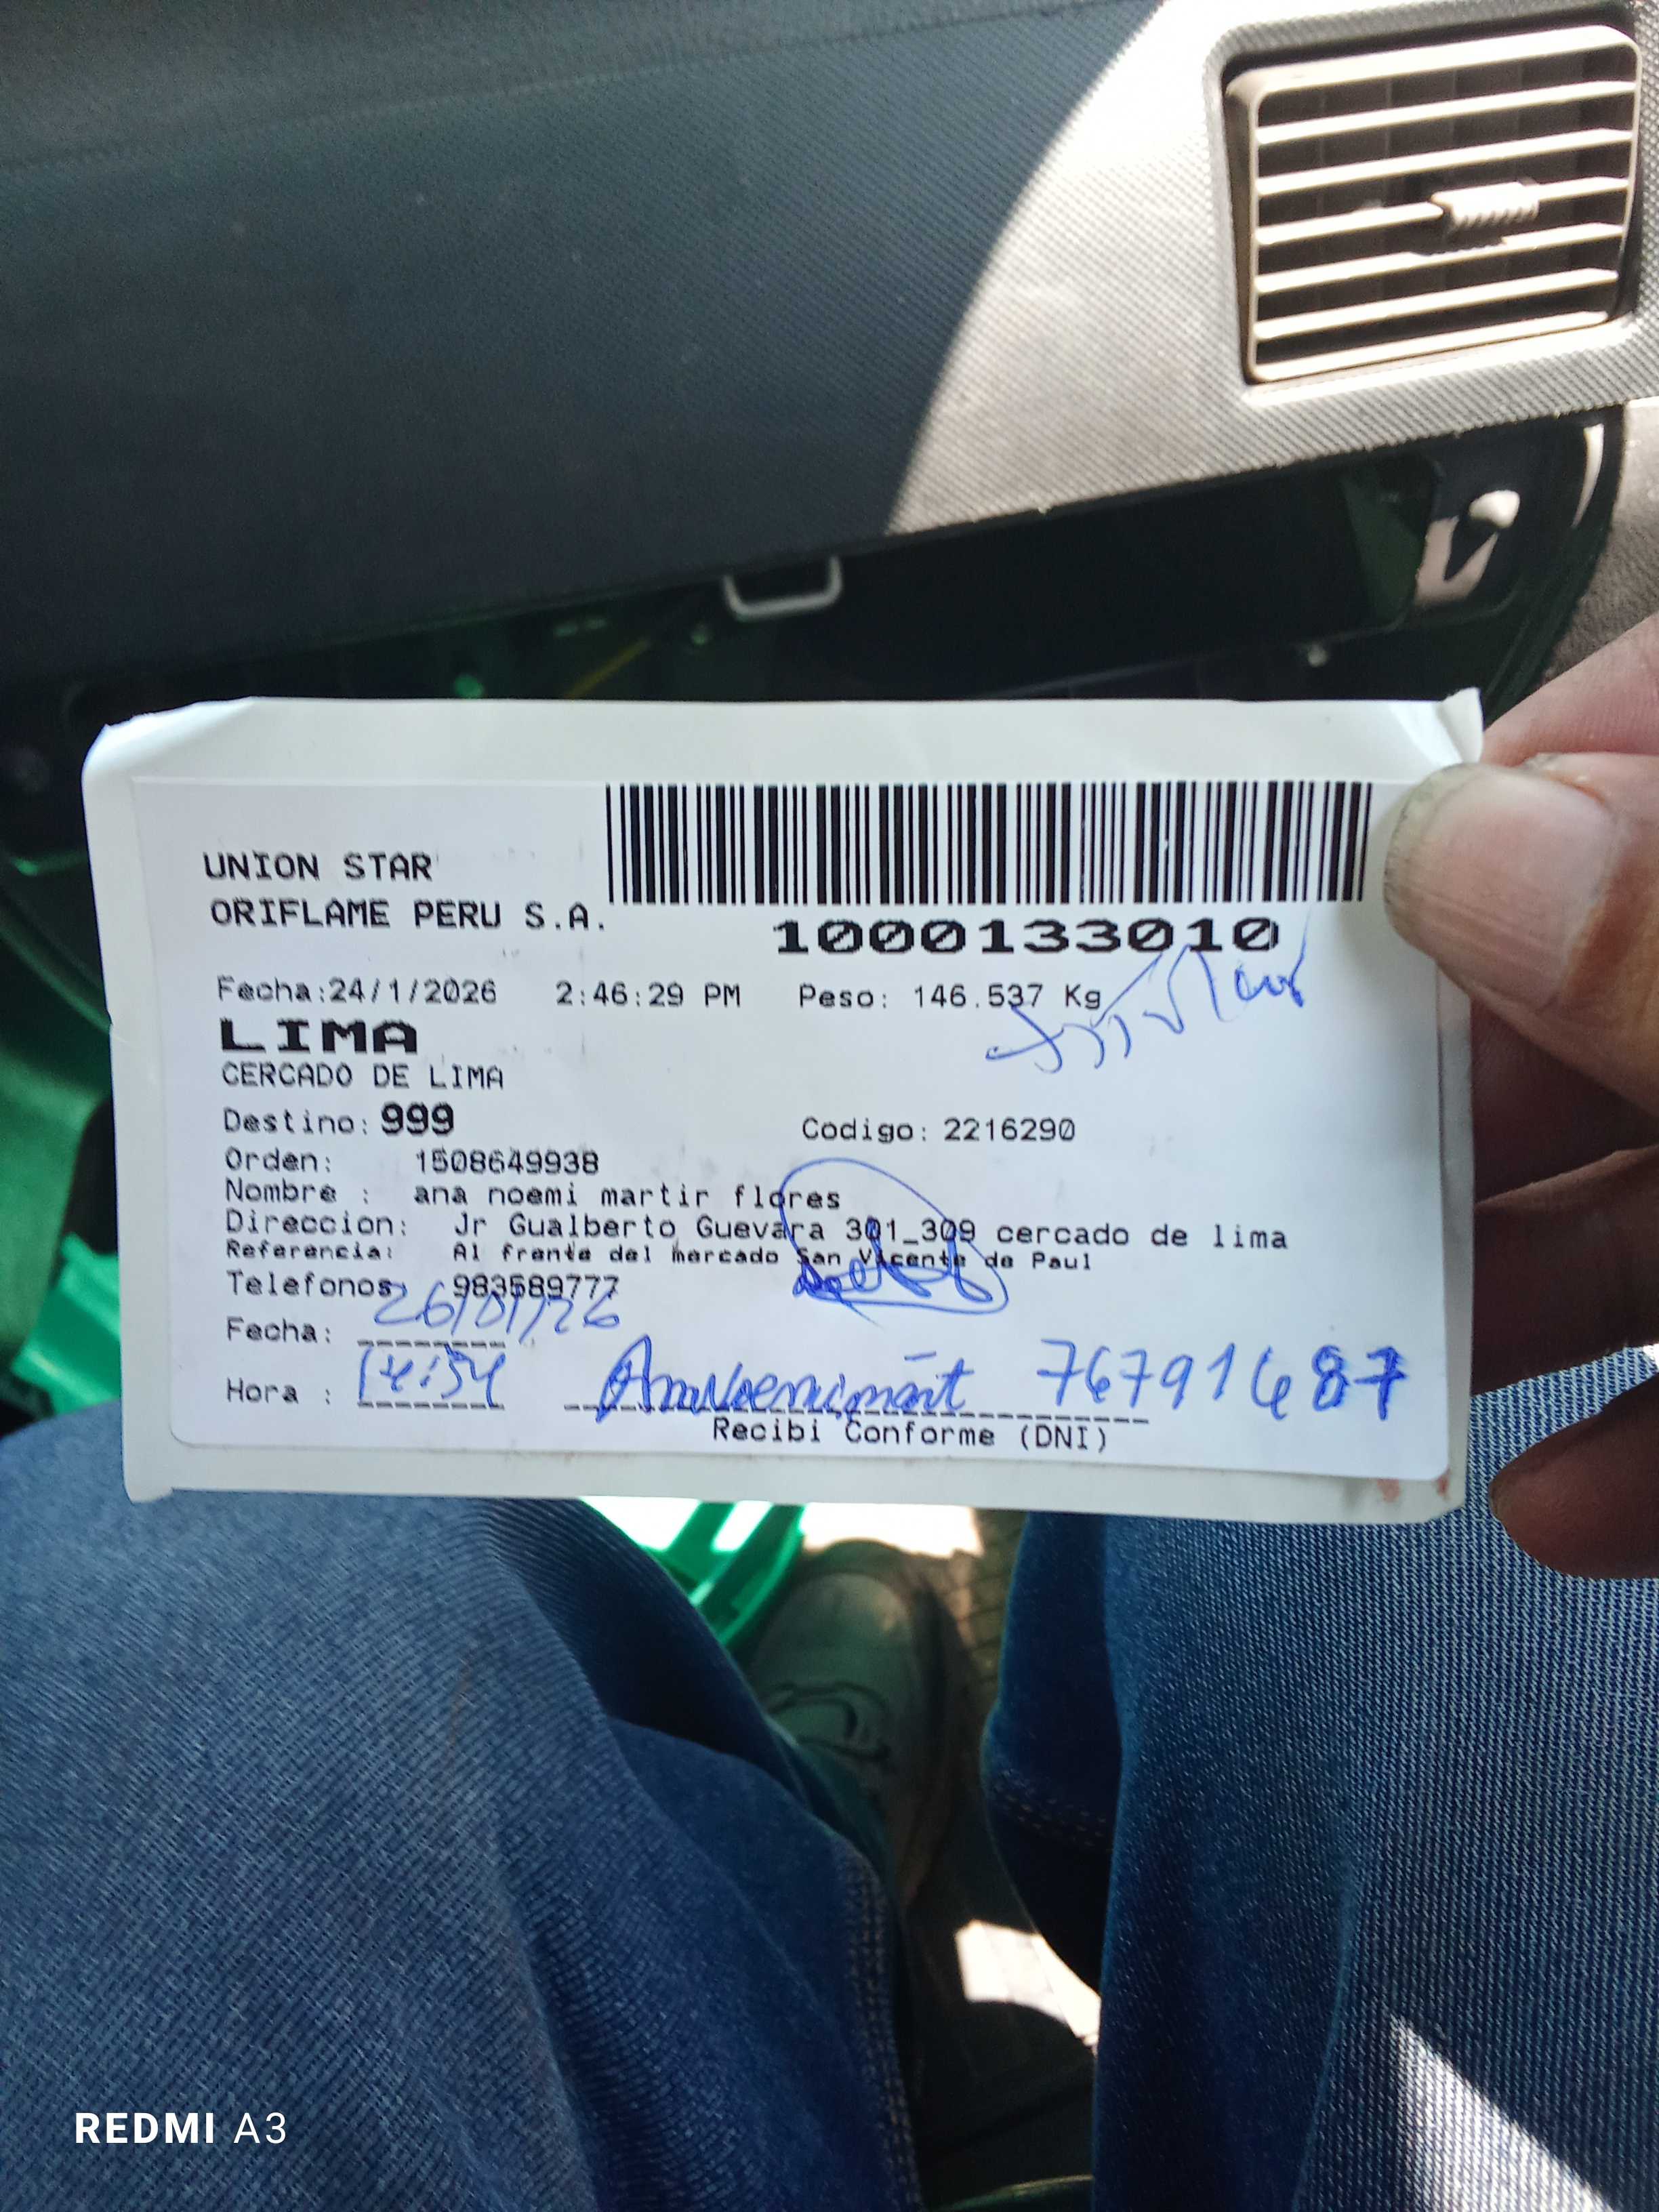 UNION STAR
ORIFLAME PERU S.A.
1000133010
Fecha:24/1/2026 2:46:29 PM Peso: 146.537 Kg
LIMA
CERCADO DE LIMA
Destino: 999 Codigo: 2216290
Orden: 1508649938
Nombre : ana noemi martir flores
Direccion: Jr Gualberto Guevara 301_309 cercado de lima
Referencia: Al frente del mercado San Vicente de Paul
Telefonos: 983589777
Fecha: 26/01/26
Hora : 14:54 76791687
Recibi Conforme (DNI)
REDMI A3